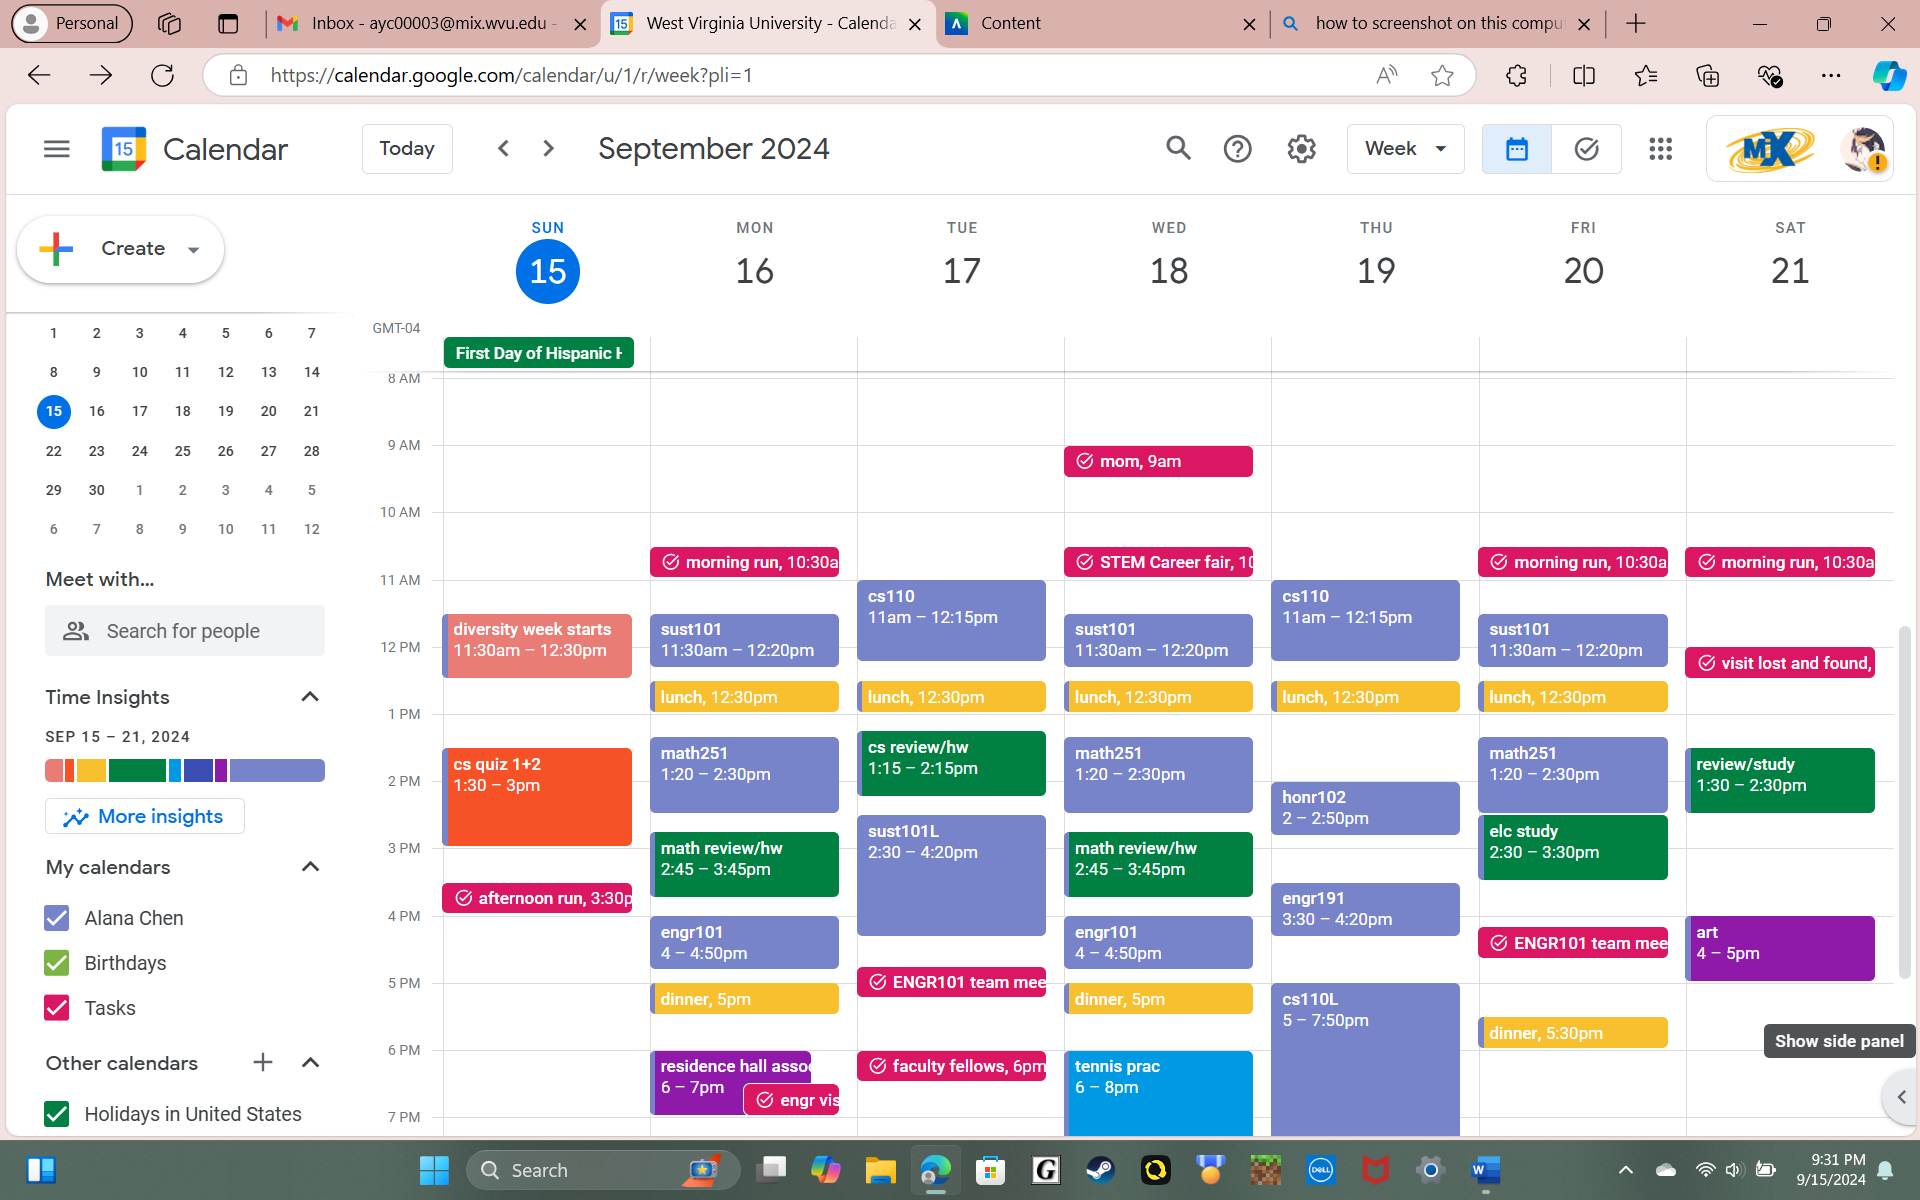 Personal
Inbox - ayc00003@mix.wvu.edu -
West Virginia University - Calenda
Content
how to screenshot on this compu
https://calendar.google.com/calendar/u/1/r/week?pli=1
15
Calendar
Today
September 2024
Week
MX
Create
SUN
15
MON
16
TUE
17
WED
18
THU
19
FRI
20
SAT
21
GMT-04
First Day of Hispanic H
1 2 3 4 5 6 7
8 9 10 11 12 13 14
15 16 17 18 19 20 21
22 23 24 25 26 27 28
29 30 1 2 3 4 5
6 7 8 9 10 11 12
Meet with...
Search for people
Time Insights
SEP 15 – 21, 2024
More insights
My calendars
Alana Chen
Birthdays
Tasks
Other calendars
Holidays in United States
8 AM
9 AM
10 AM
11 AM
12 PM
1 PM
2 PM
3 PM
4 PM
5 PM
6 PM
7 PM
diversity week starts
11:30am – 12:30pm
cs quiz 1+2
1:30 – 3pm
afternoon run, 3:30p
morning run, 10:30a
sust101
11:30am – 12:20pm
lunch, 12:30pm
math251
1:20 – 2:30pm
math review/hw
2:45 – 3:45pm
engr101
4 – 4:50pm
dinner, 5pm
residence hall asso
6 – 7pm
engr vis
cs110
11am – 12:15pm
lunch, 12:30pm
cs review/hw
1:15 – 2:15pm
sust101L
2:30 – 4:20pm
ENGR101 team mee
faculty fellows, 6pm
mom, 9am
STEM Career fair, 10
sust101
11:30am – 12:20pm
lunch, 12:30pm
math251
1:20 – 2:30pm
math review/hw
2:45 – 3:45pm
engr101
4 – 4:50pm
dinner, 5pm
tennis prac
6 – 8pm
cs110
11am – 12:15pm
lunch, 12:30pm
honr102
2 – 2:50pm
engr191
3:30 – 4:20pm
cs110L
5 – 7:50pm
morning run, 10:30a
sust101
11:30am – 12:20pm
lunch, 12:30pm
math251
1:20 – 2:30pm
elc study
2:30 – 3:30pm
ENGR101 team mee
dinner, 5:30pm
morning run, 10:30a
visit lost and found,
review/study
1:30 – 2:30pm
art
4 – 5pm
Show side panel
Search
DELL
9:31 PM
9/15/2024